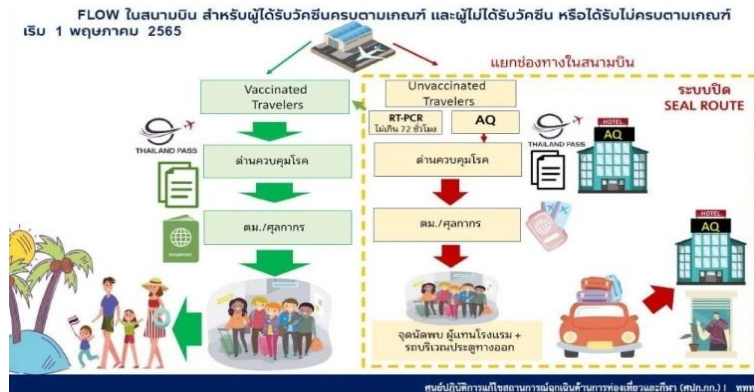 FLOW ในสนามบิน สำหรับผู้ได้รับวัคซีนครบตามเกณฑ์ และผู้ไม่ได้รับวัคซีน หรือได้รับไม่ครบตามเกณฑ์
เริ่ม 1 พฤษภาคม 2565
แยกช่องทางในสนามบิน
Vaccinated
Travelers
Unvaccinated
Travelers
ระบบปิด
SEAL ROUTE
RT-PCR
ไม่เกิน 72 ชั่วโมง
AQ
HOTEL
AQ
THAILAND PASS
THAILAND PASS
ด่านควบคุมโรค
ด่านควบคุมโรค
ตม./ศุลกากร
ตม./ศุลกากร
PASSPORT
HOTEL
AQ
จุดนัดพบ ผู้แทนโรงแรม +
รถบริเวณประตูทางออก
ศูนย์ปฏิบัติการแก้ไขสถานการณ์ฉุกเฉินด้านการท่องเที่ยวและกีฬา (ศปก.กก.) |